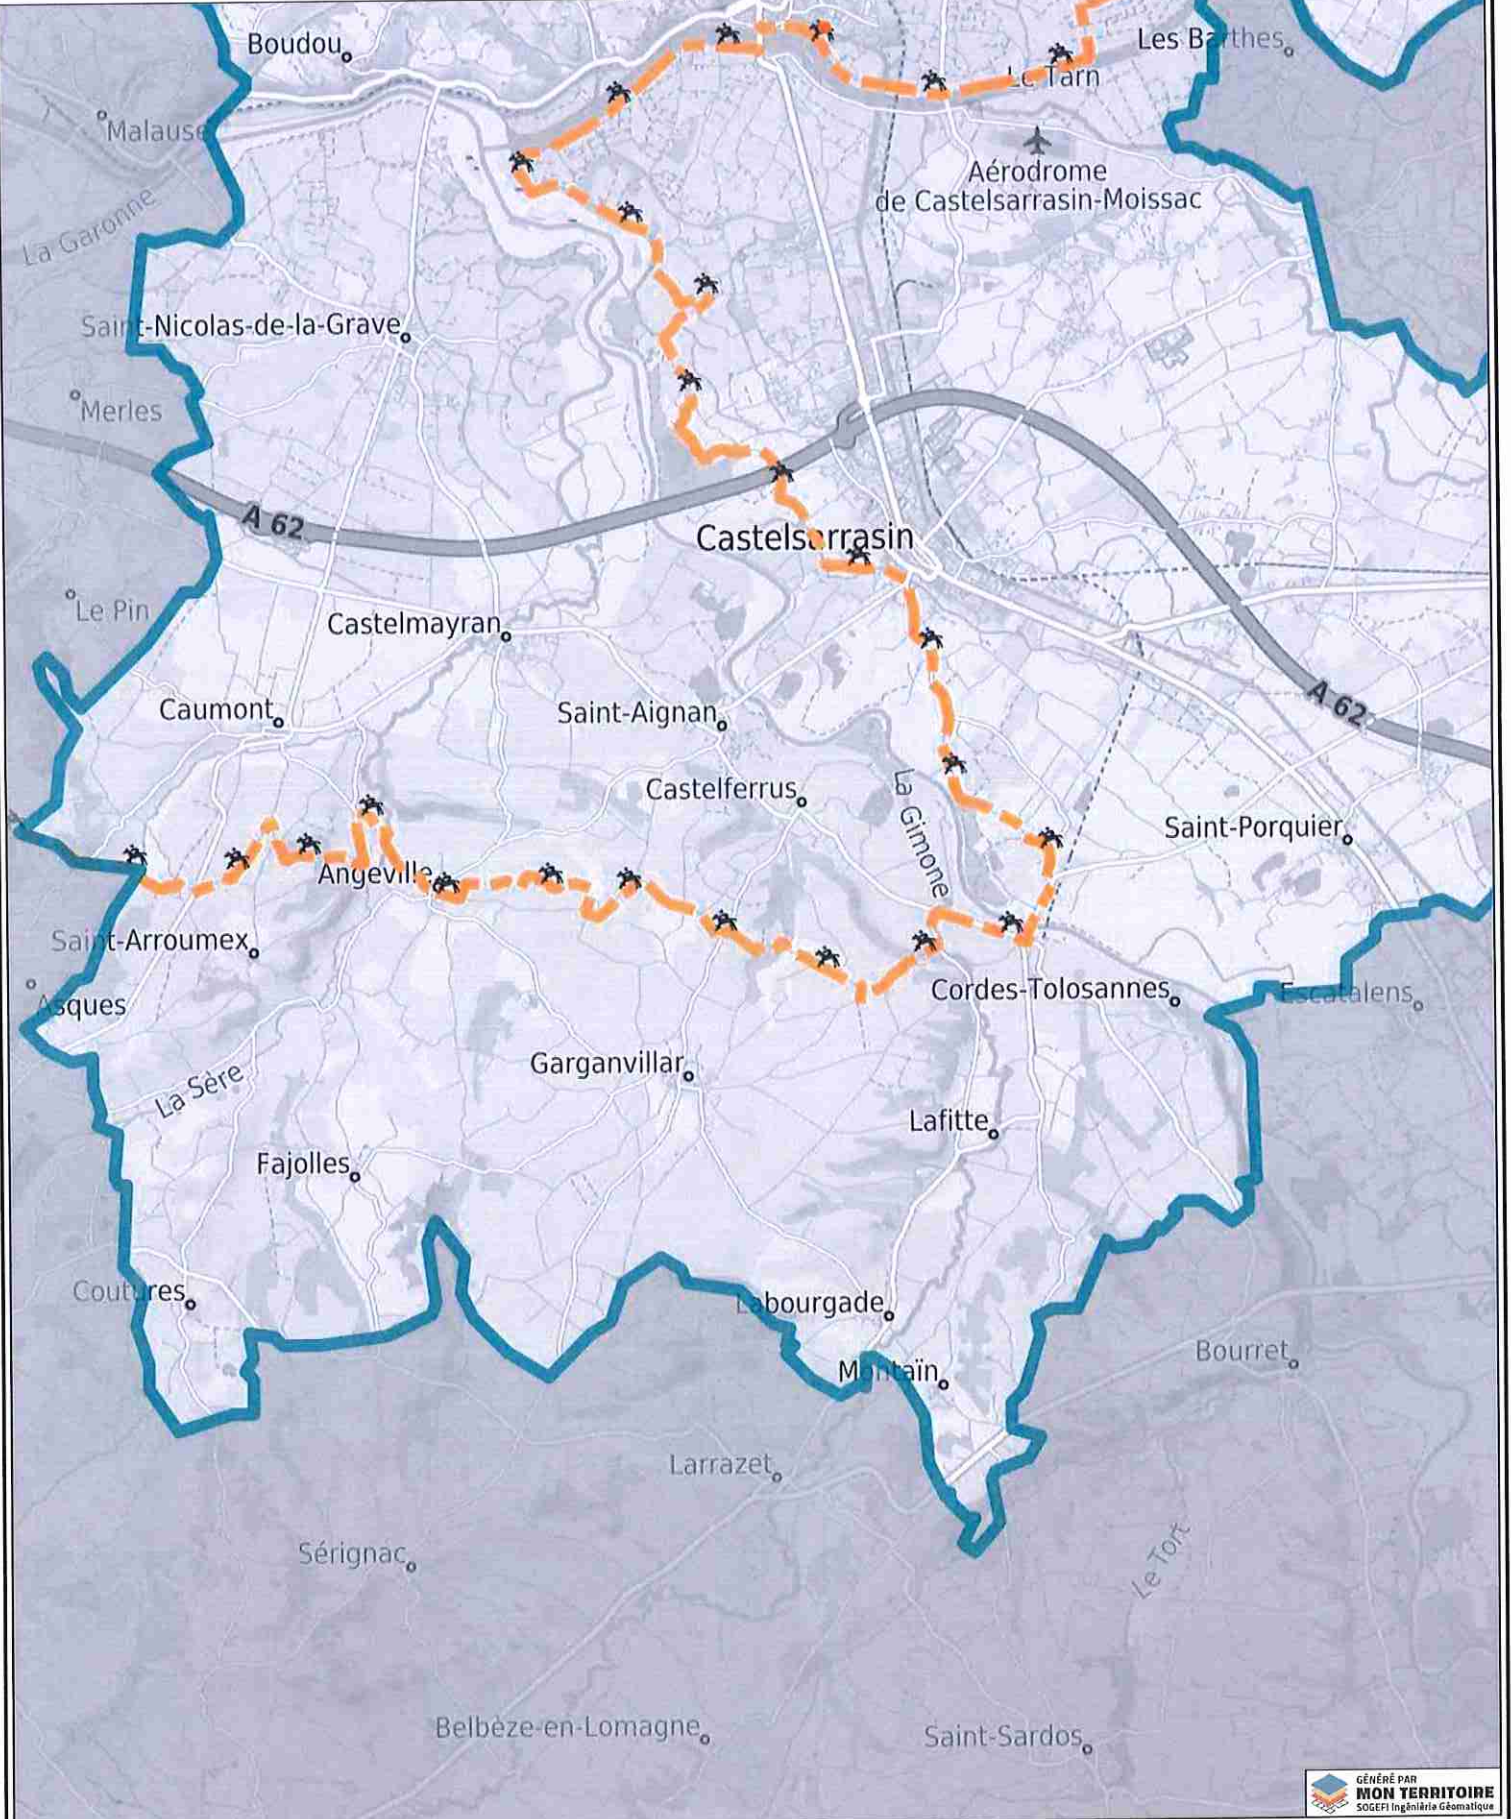 Boudou
Les Barthes
Le Tarn
Malause
Aérodrome
de Castelsarrasin-Moissac
La Garonne
Saint-Nicolas-de-la-Grave
Merles
A 62
Castelsarrasin
Le Pin
Castelmayran
A 62
Caumont
Saint-Aignan
Castelferrus
La Gimone
Saint-Porquier
Angeville
Saint-Arroumex
Asques
Cordes-Tolosannes
Escatalens
Garganvillar
La Sère
Lafitte
Fajolles
Coutures
Labourgade
Bourret
Montaïn
Larrazet
Sérignac
Le Tort
Belbèze-en-Lomagne
Saint-Sardos
GÉNÉRÉ PAR
MON TERRITOIRE
SOGEFI Ingénièrie Géomatique